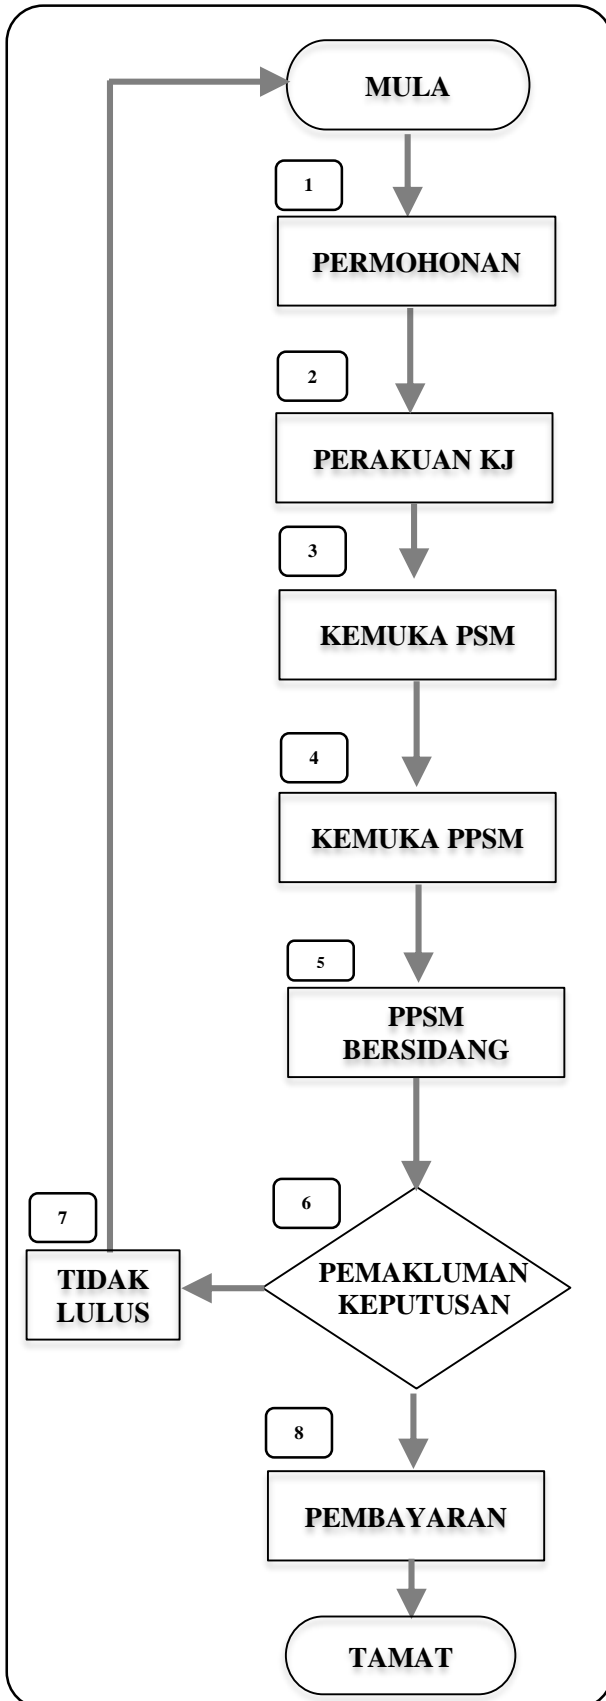 MULA
1
PERMOHONAN
2
PERAKUAN KJ
3
KEMUKA PSM
4
KEMUKA PPSM
5
PPSM
BERSIDANG
6
PEMAKLUMAN
KEPUTUSAN
7
TIDAK
LULUS
8
PEMBAYARAN
TAMAT